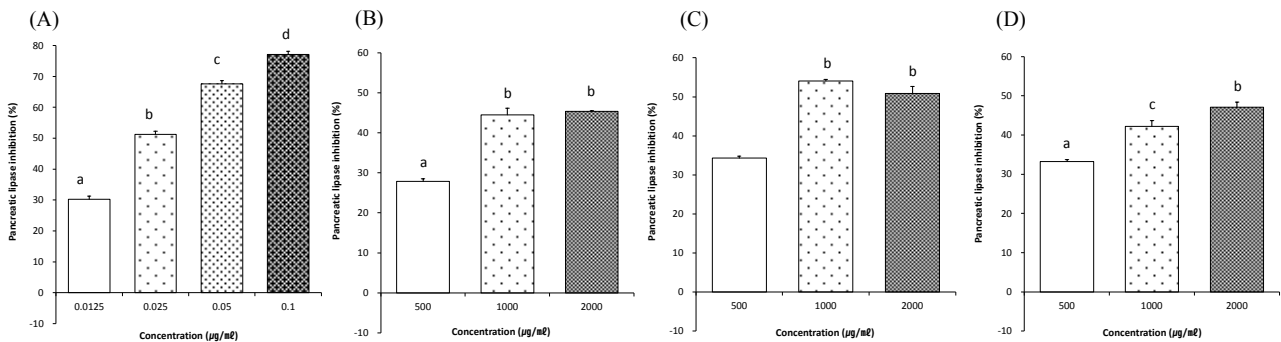 (A)
Pancreatic lipase inhibition (%)
80
70
60
50
40
30
20
10
0
-10
a
b
c
d
0.0125 0.025 0.05 0.1
Concentration (㎍/㎖)
(B)
Pancreatic lipase inhibition (%)
60
50
40
30
20
10
0
-10
a
b
b
500 1000 2000
Concentration (㎍/㎖)
(C)
Pancreatic lipase inhibition (%)
60
50
40
30
20
10
0
-10
b
b
500 1000 2000
Concentration (㎍/㎖)
(D)
Pancreatic lipase inhibition (%)
60
50
40
30
20
10
0
-10
a
c
b
500 1000 2000
Concentration (㎍/㎖)